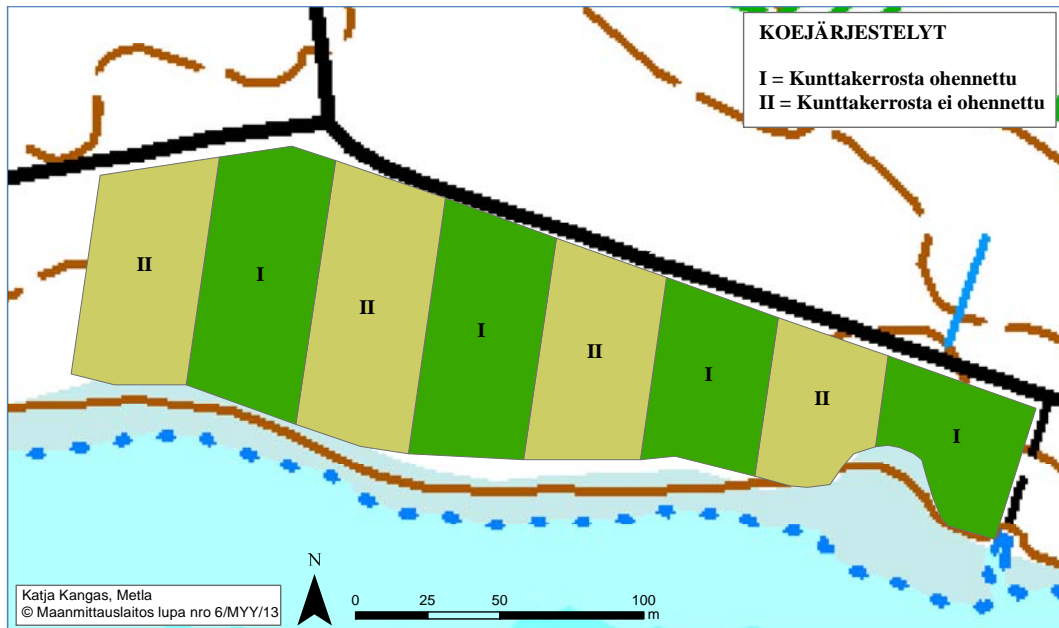 KOEJÄRJESTELYT
I = Kunttakerrosta ohennettu
II = Kunttakerrosta ei ohennettu
II
I
II
I
II
I
II
I
N
Katja Kangas, Metla
© Maanmittauslaitos lupa nro 6/MYY/13
0 25 50 100
m